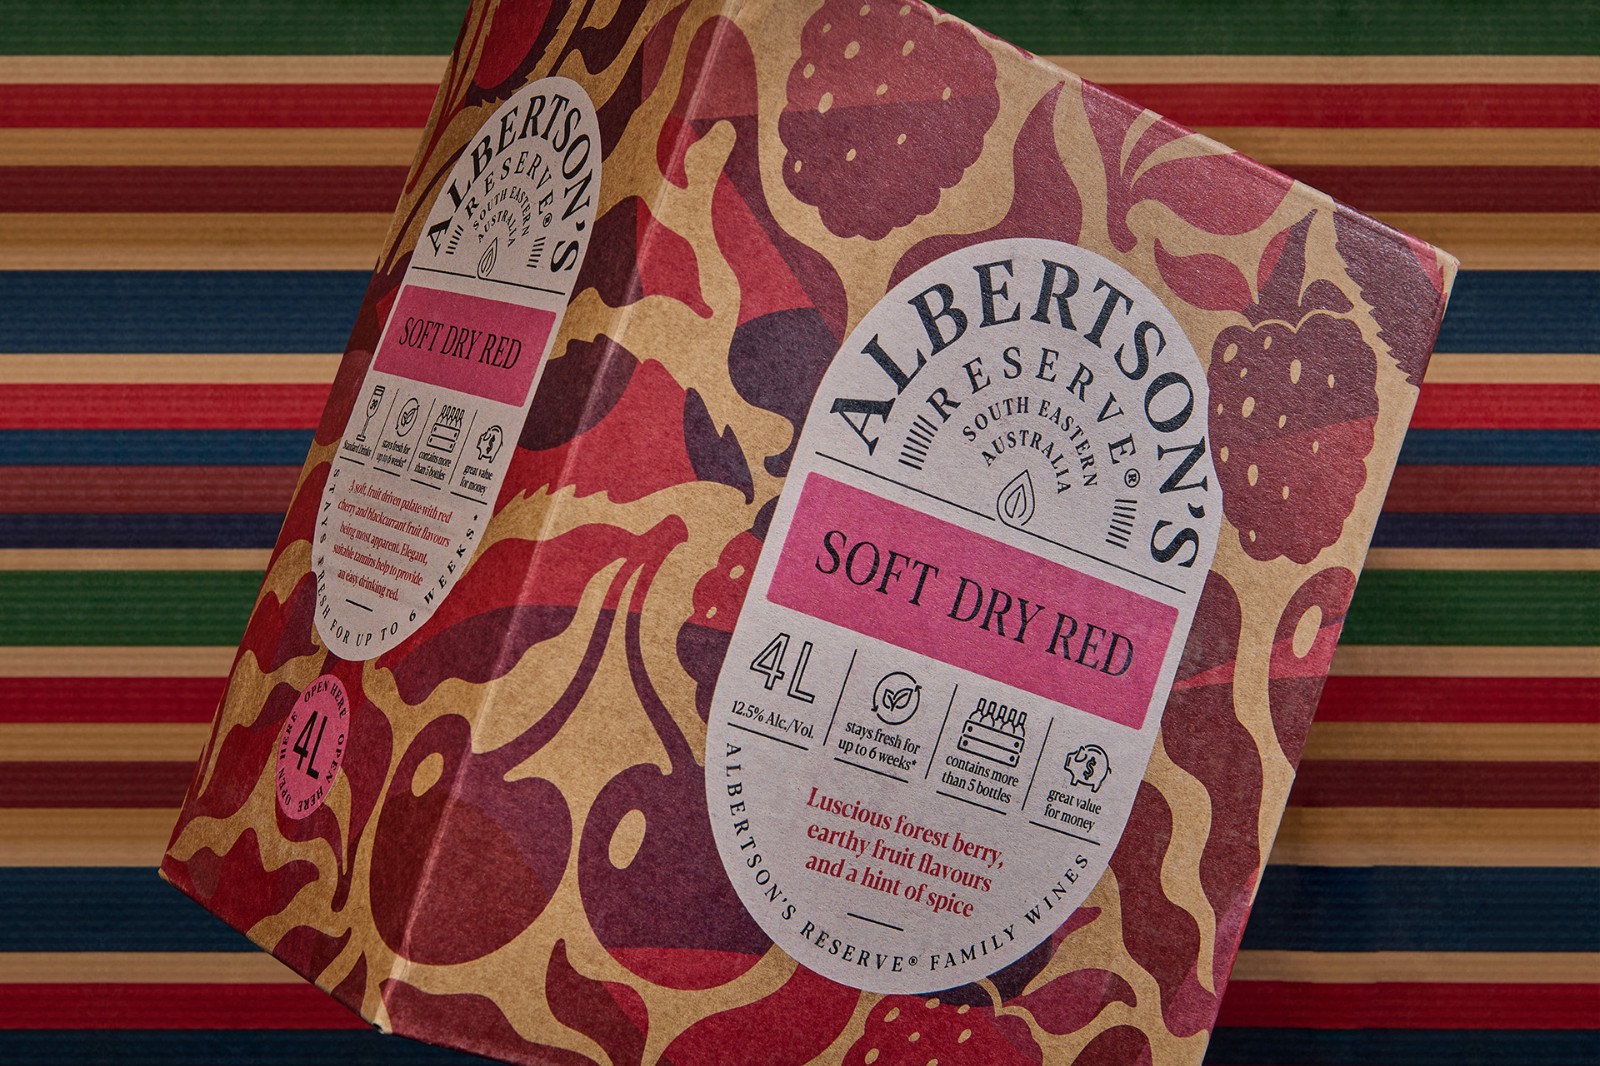 ALBERTSON'S
RESERVE®
SOUTH EASTERN
AUSTRALIA
SOFT DRY RED
20
Standard Drinks
stays fresh for
up to 6 weeks*
contains more
than 5 bottles
great value
for money
A soft, fruit driven palate with red
cherry and blackcurrant fruit flavours
being most apparent. Elegant,
suitable tannins help to provide
an easy drinking red.
STAYS FRESH FOR UP TO 6 WEEKS*
OPEN HERE OPEN HERE OPEN HERE
4L
ALBERTSON'S
RESERVE®
SOUTH EASTERN
AUSTRALIA
SOFT DRY RED
4L
12.5% Alc./Vol.
stays fresh for
up to 6 weeks*
contains more
than 5 bottles
$
great value
for money
Luscious forest berry,
earthy fruit flavours
and a hint of spice
ALBERTSON'S RESERVE® FAMILY WINES